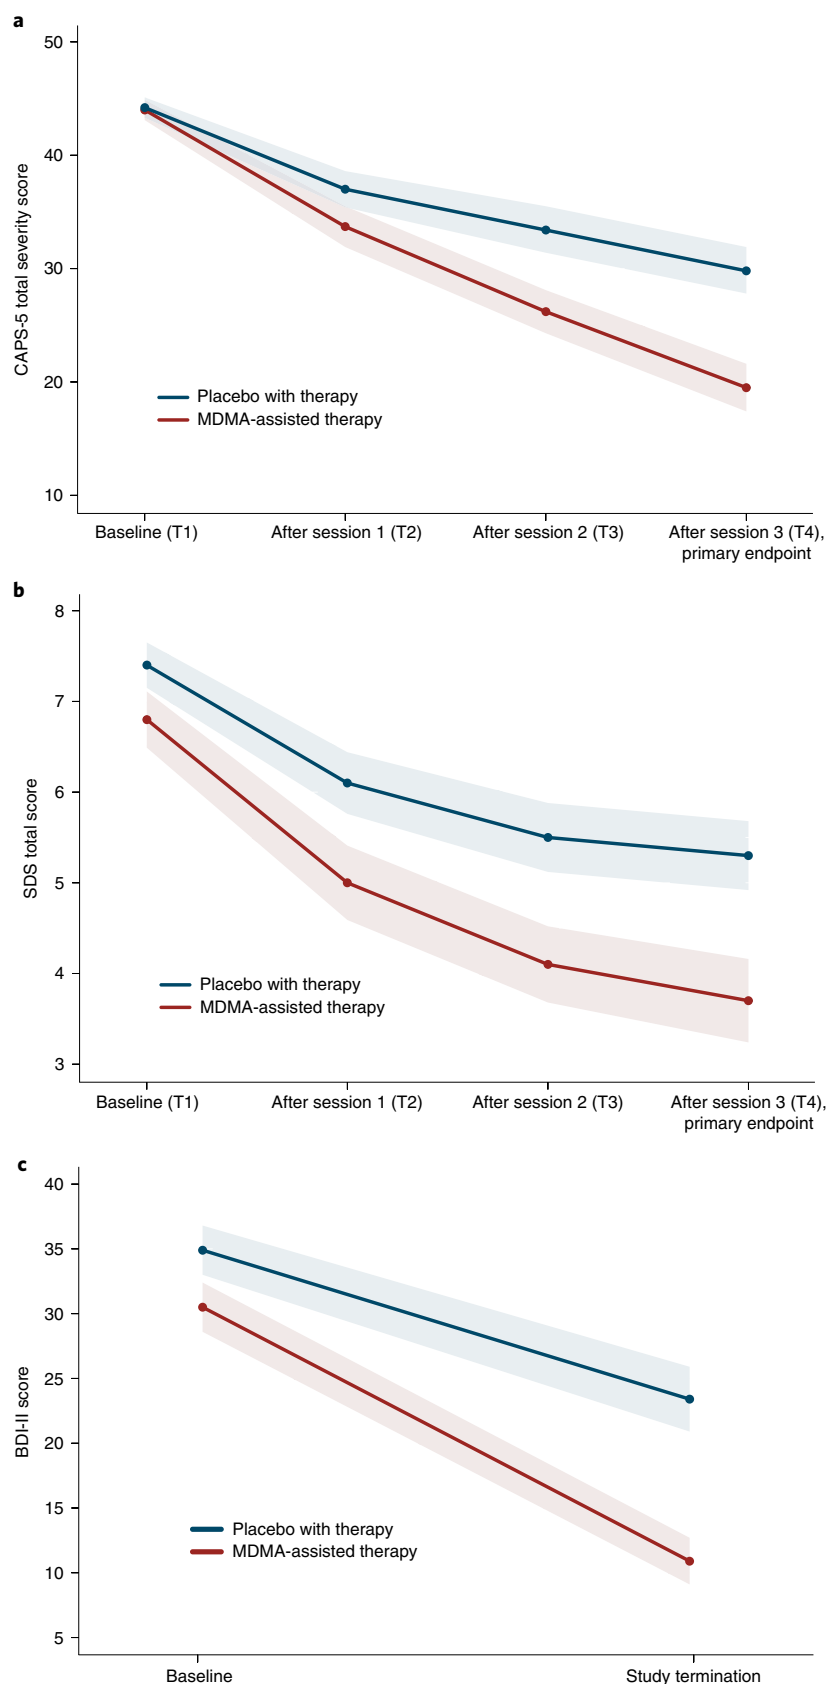 a
50
40
30
20
10
CAPS-5 total severity score
Placebo with therapy
MDMA-assisted therapy
Baseline (T1)
After session 1 (T2)
After session 2 (T3)
After session 3 (T4),
primary endpoint
b
8
7
6
5
4
3
SDS total score
Placebo with therapy
MDMA-assisted therapy
Baseline (T1)
After session 1 (T2)
After session 2 (T3)
After session 3 (T4),
primary endpoint
c
40
35
30
25
20
15
10
5
BDI-II score
Placebo with therapy
MDMA-assisted therapy
Baseline
Study termination